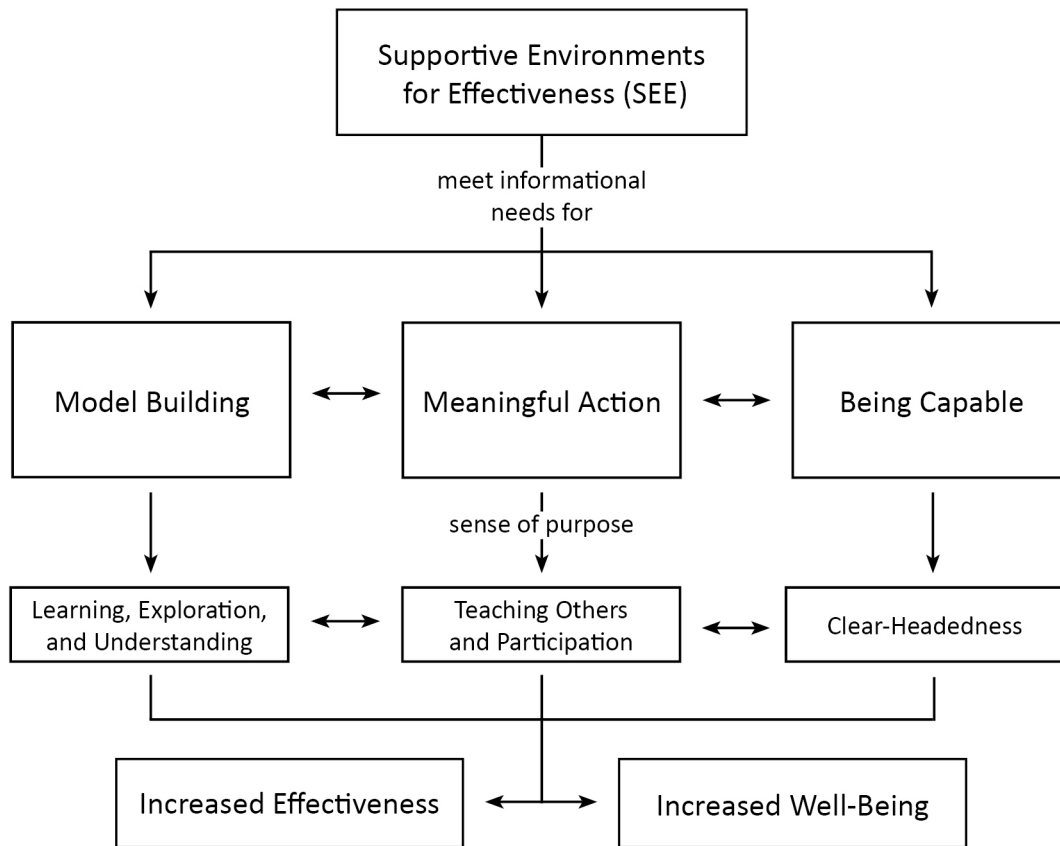 Supportive Environments
for Effectiveness (SEE)
meet informational
needs for
Model Building
Meaningful Action
Being Capable
sense of purpose
Learning, Exploration,
and Understanding
Teaching Others
and Participation
Clear-Headedness
Increased Effectiveness
Increased Well-Being